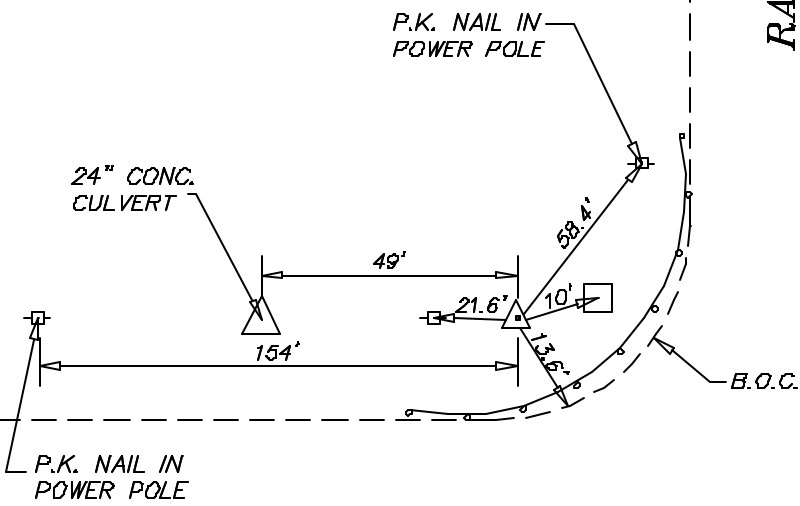 P.K. NAIL IN
POWER POLE
RA
24" CONC.
CULVERT
58.4'
49'
21.6'
10'
13.6'
154'
B.O.C.
P.K. NAIL IN
POWER POLE